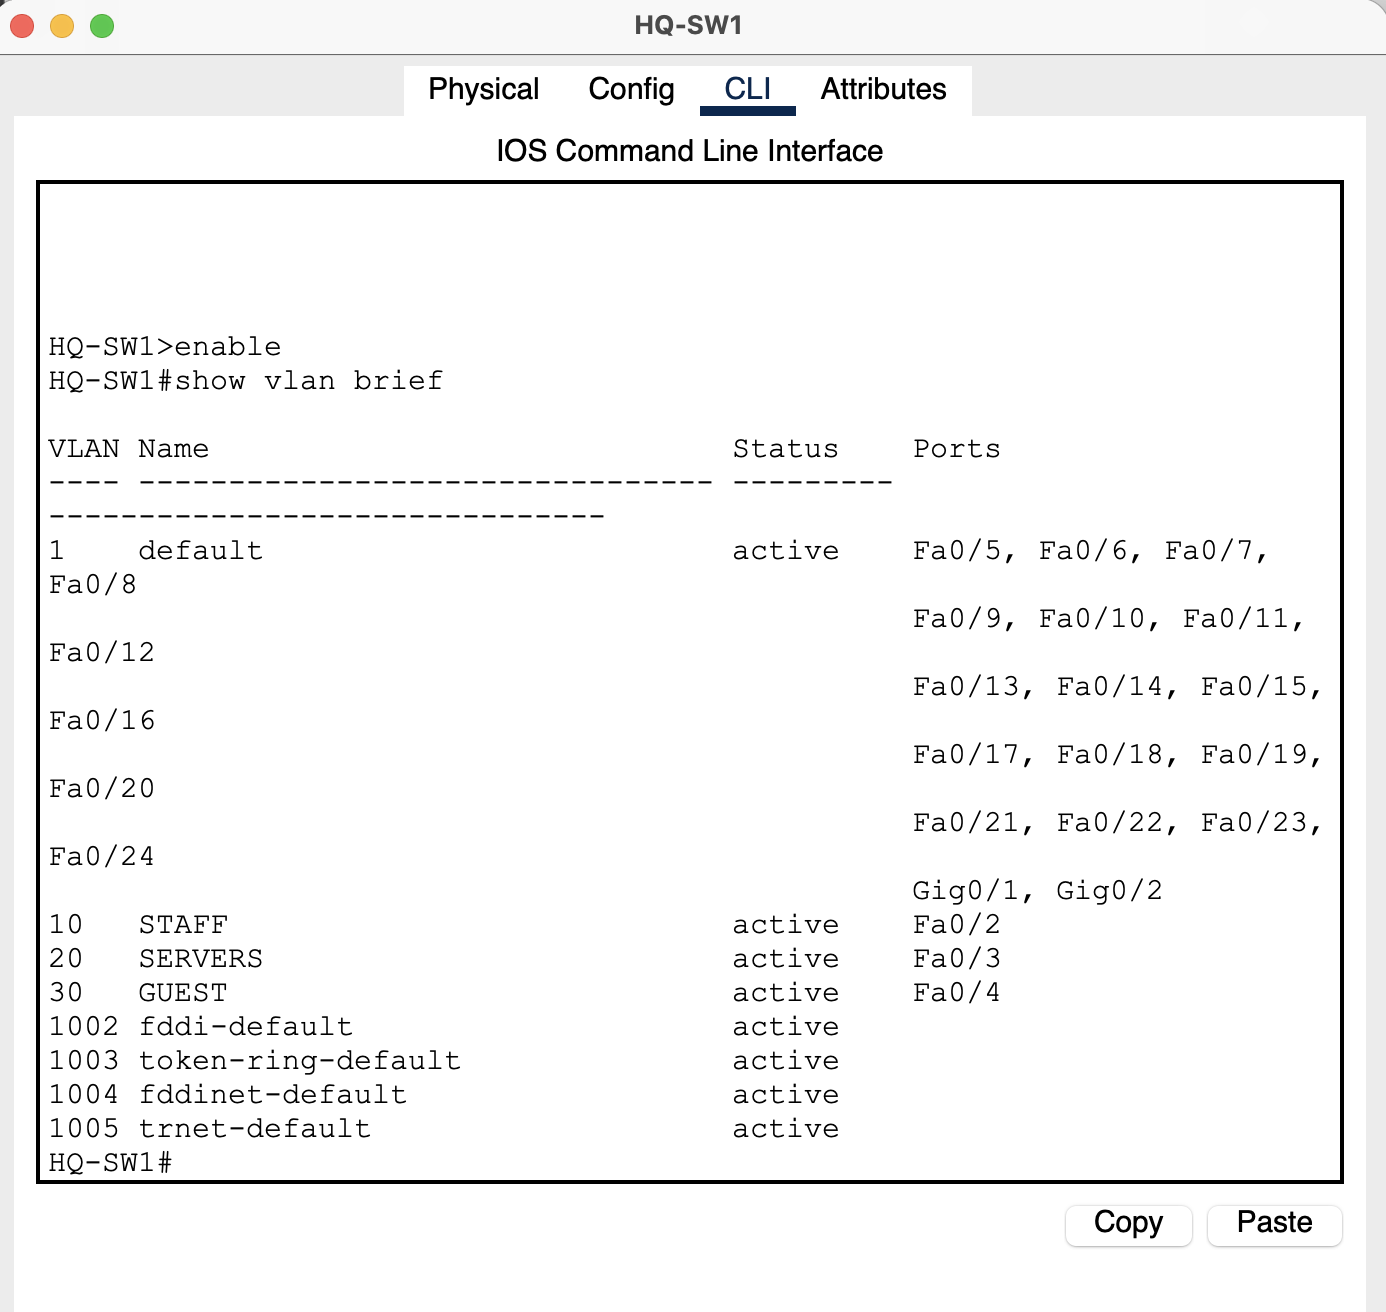 HQ-SW1
Physical Config CLI Attributes
IOS Command Line Interface
HQ-SW1>enable
HQ-SW1#show vlan brief
VLAN Name                             Status    Ports
---- -------------------------------- ---------
-------------------------------
1    default                          active    Fa0/5, Fa0/6, Fa0/7,
Fa0/8
                                                Fa0/9, Fa0/10, Fa0/11,
Fa0/12
                                                Fa0/13, Fa0/14, Fa0/15,
Fa0/16
                                                Fa0/17, Fa0/18, Fa0/19,
Fa0/20
                                                Fa0/21, Fa0/22, Fa0/23,
Fa0/24
                                                Gig0/1, Gig0/2
10   STAFF                            active    Fa0/2
20   SERVERS                          active    Fa0/3
30   GUEST                            active    Fa0/4
1002 fddi-default                     active
1003 token-ring-default               active
1004 fddinet-default                  active
1005 trnet-default                    active
HQ-SW1#
Copy Paste